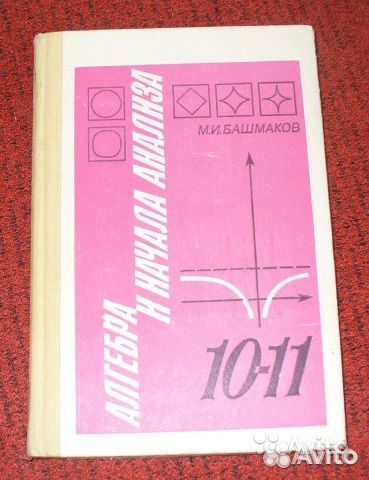 АЛГЕБРА
И НАЧАЛА АНАЛИЗА
М.И.БАШМАКОВ
10-11
Avito